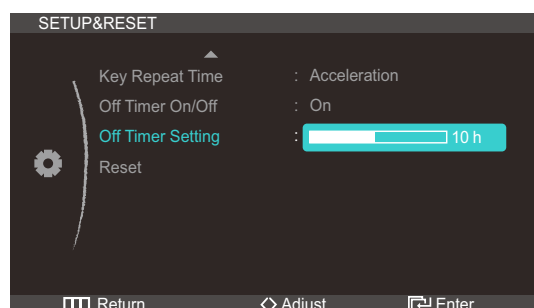 SETUP&RESET
Key Repeat Time : Acceleration
Off Timer On/Off : On
Off Timer Setting : 10 h
Reset
Return Adjust Enter